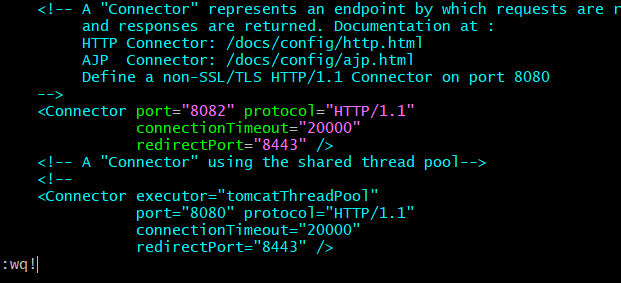 <!-- A "Connector" represents an endpoint by which requests are r
and responses are returned. Documentation at :
HTTP Connector: /docs/config/http.html
AJP  Connector: /docs/config/ajp.html
Define a non-SSL/TLS HTTP/1.1 Connector on port 8080
-->
<Connector port="8082" protocol="HTTP/1.1"
connectionTimeout="20000"
redirectPort="8443" />
<!-- A "Connector" using the shared thread pool-->
<!--
<Connector executor="tomcatThreadPool"
port="8080" protocol="HTTP/1.1"
connectionTimeout="20000"
redirectPort="8443" />
:wq!